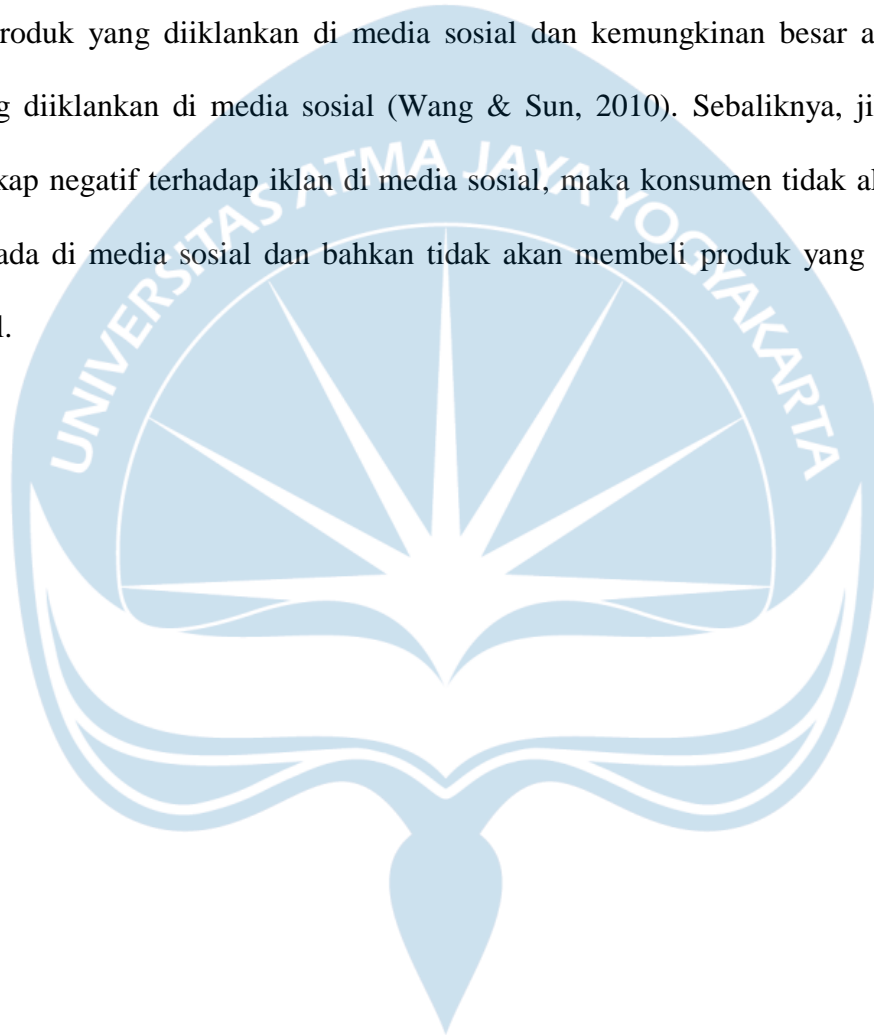 roduk yang diiklankan di media sosial dan kemungkinan besar a
g diiklankan di media sosial (Wang & Sun, 2010). Sebaliknya, ji
kap negatif terhadap iklan di media sosial, maka konsumen tidak al
ada di media sosial dan bahkan tidak akan membeli produk yang
l.
UNIVERSITAS ATMA JAYA YOGYAKARTA